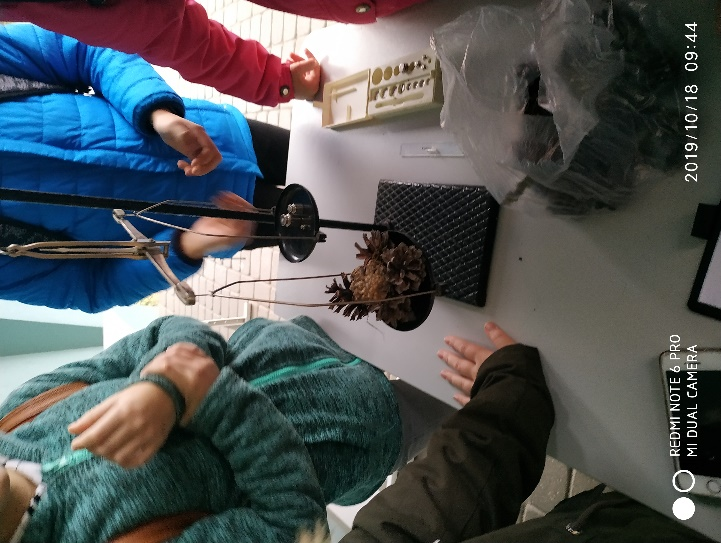 2019/10/18 09:44
REDMI NOTE 6 PRO
MI DUAL CAMERA